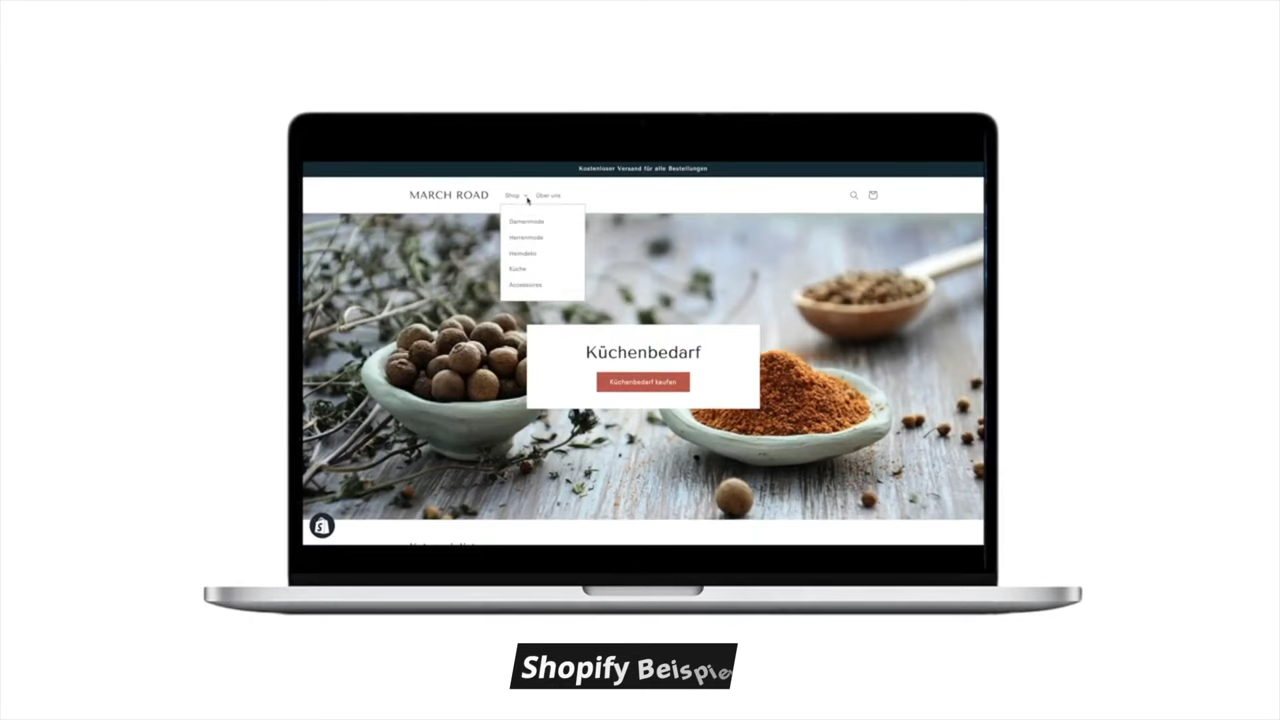 Kostenloser Versand für alle Bestellungen
MARCH ROAD
Shop
Über uns
Damenmode
Herrenmode
Heimdeko
Küche
Accessoires
Küchenbedarf
Küchenbedarf kaufen
Shopify Beispie